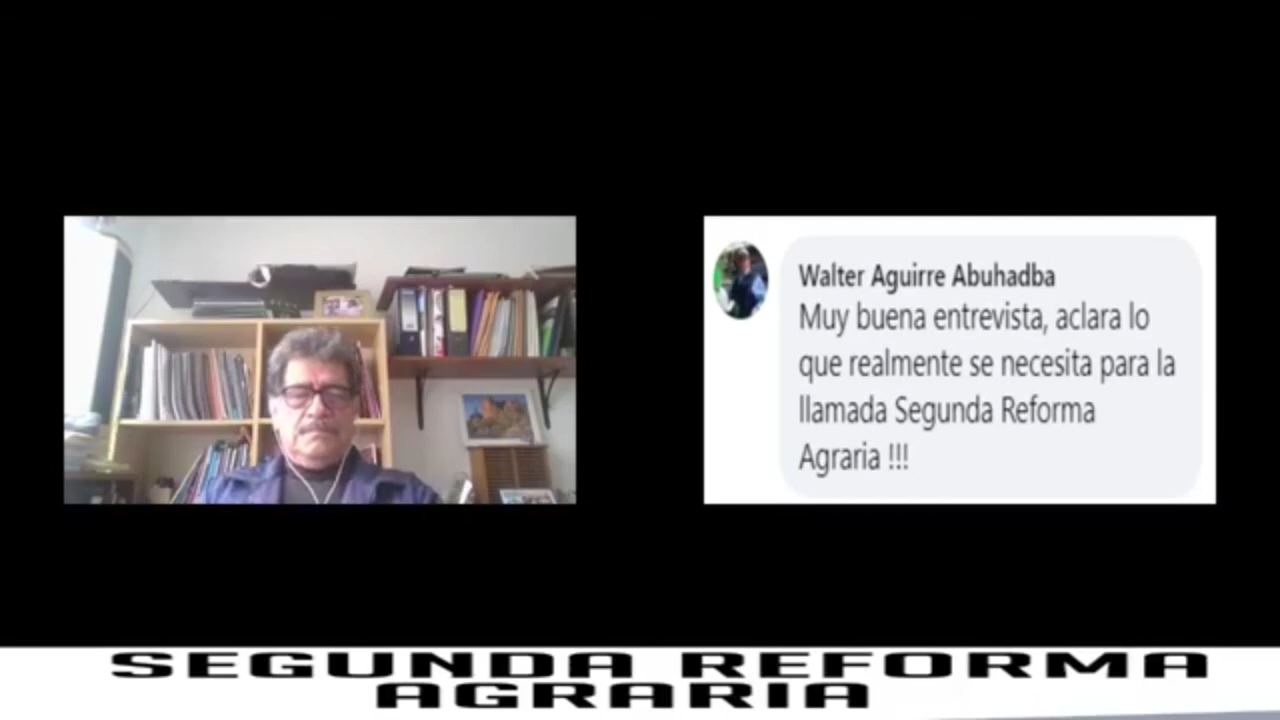 Walter Aguirre Abuhadba
Muy buena entrevista, aclara lo
que realmente se necesita para la
llamada Segunda Reforma
Agraria !!!
SEGUNDA REFORMA
AGRARIA